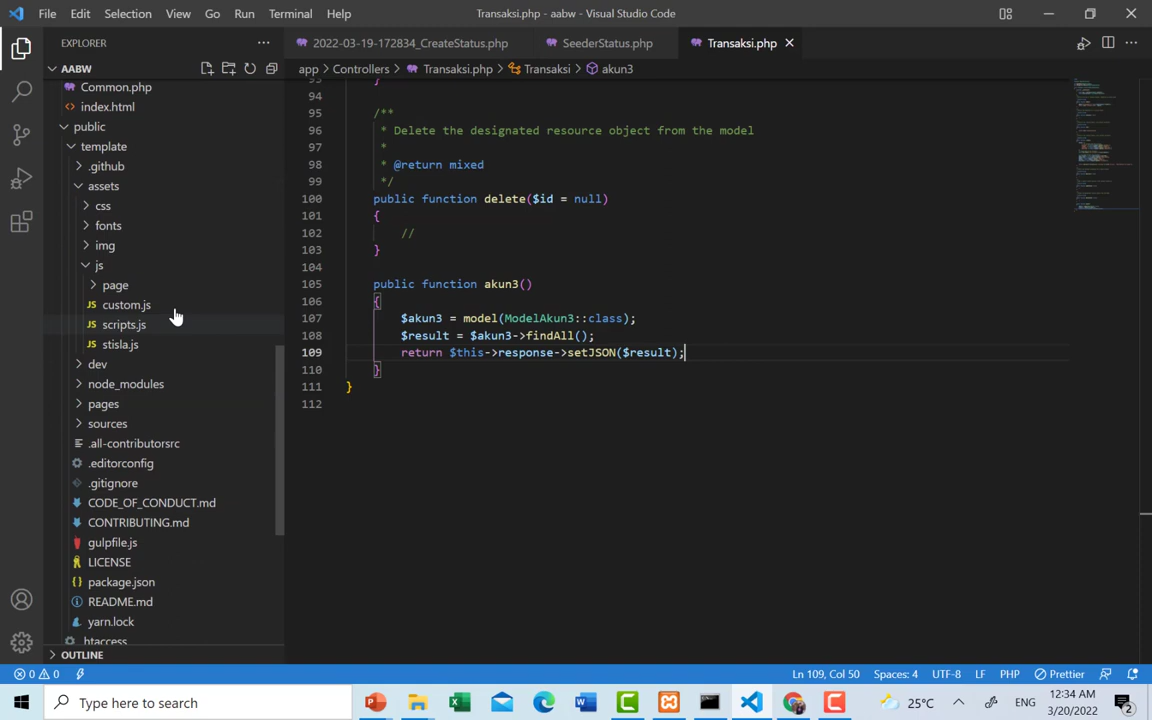 File Edit Selection View Go Run Terminal Help
Transaksi.php - aabw - Visual Studio Code
EXPLORER
2022-03-19-172834_CreateStatus.php
SeederStatus.php
Transaksi.php
AABW
app > Controllers > Transaksi.php > Transaksi > akun3
Common.php
index.html
public
template
.github
assets
css
fonts
img
js
page
custom.js
scripts.js
stisla.js
dev
node_modules
pages
sources
.all-contributorsrc
.editorconfig
.gitignore
CODE_OF_CONDUCT.md
CONTRIBUTING.md
gulpfile.js
LICENSE
package.json
README.md
yarn.lock
.htaccess
OUTLINE
93 }
94
95 /**
96 * Delete the designated resource object from the model
97 *
98 * @return mixed
99 */
100 public function delete($id = null)
101 {
102 //
103 }
104
105 public function akun3()
106 {
107 $akun3 = model(ModelAkun3::class);
108 $result = $akun3->findAll();
109 return $this->response->setJSON($result);
110 }
111 }
112
0 0
Ln 109, Col 50 Spaces: 4 UTF-8 LF PHP Prettier
Type here to search
25°C
ENG
12:34 AM
3/20/2022
2